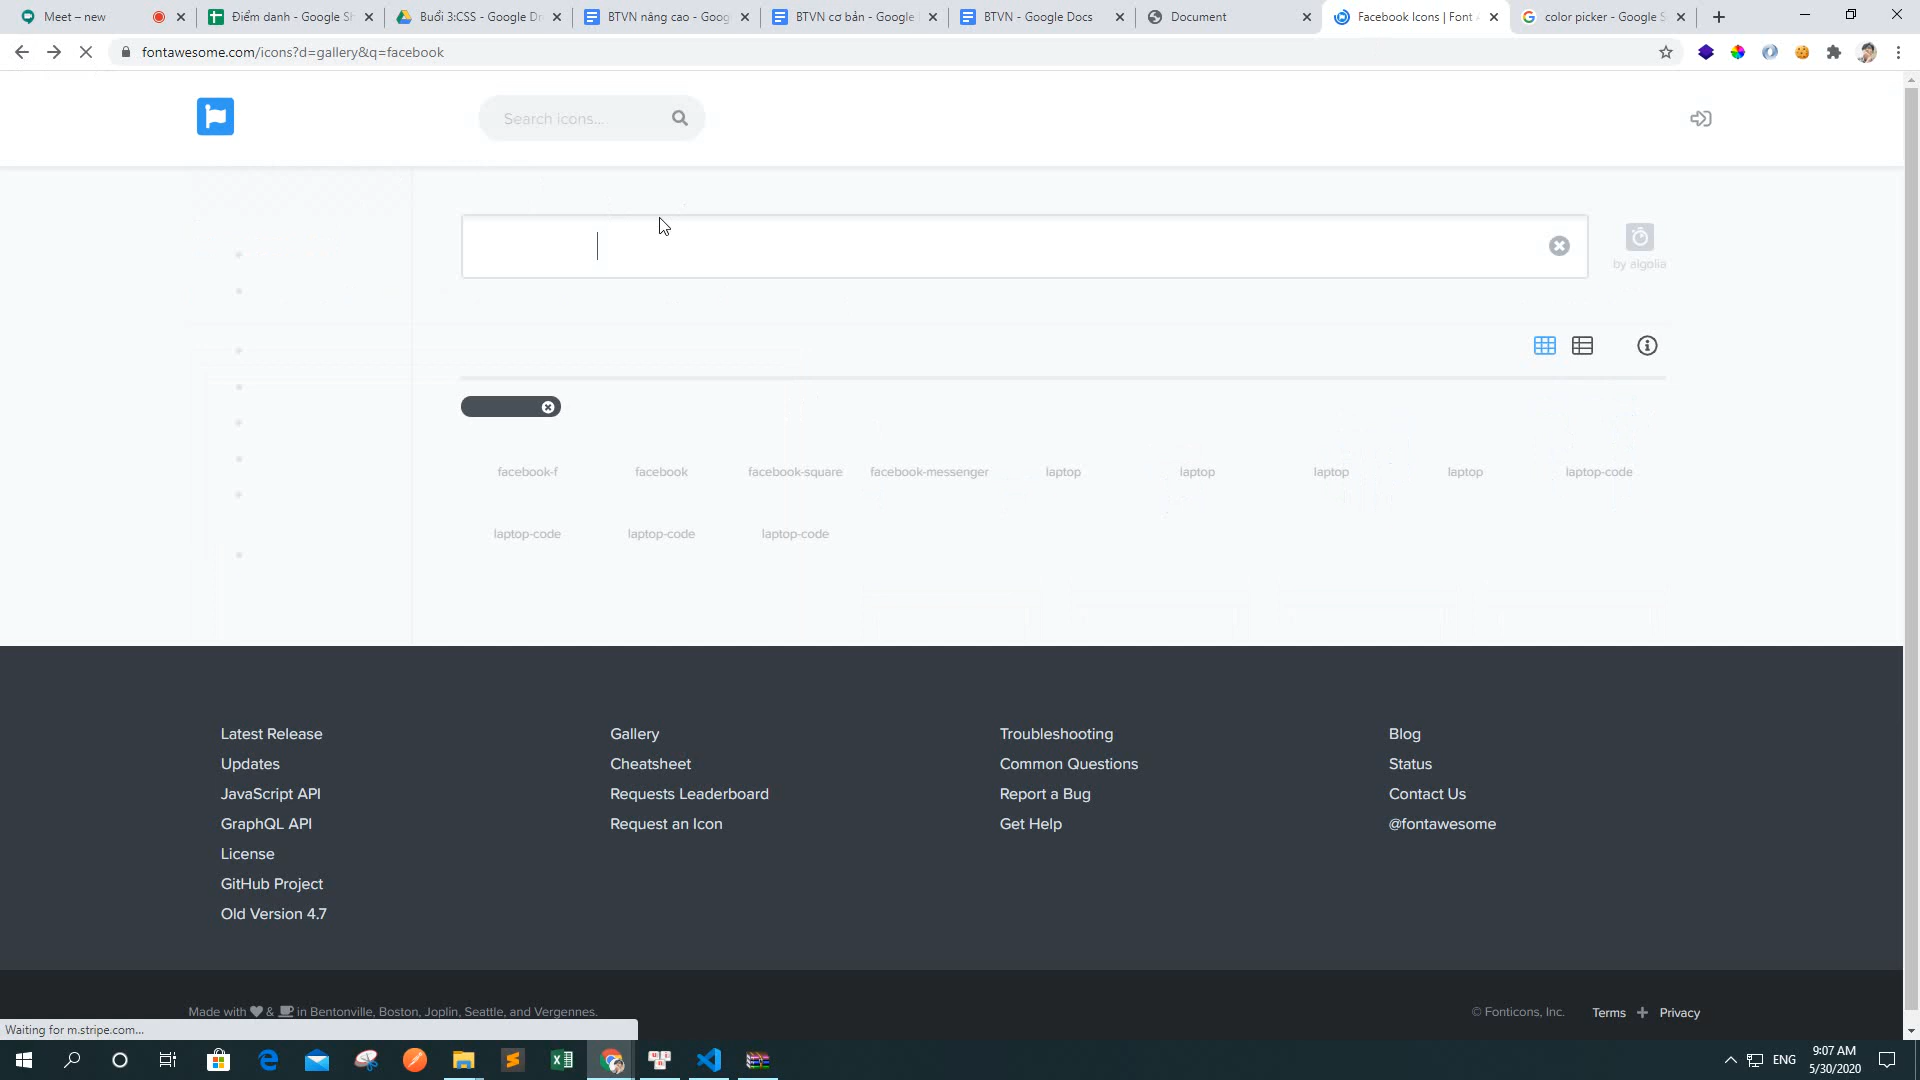 Meet – new
Điểm danh - Google Sh
Buổi 3:CSS - Google Dr
BTVN nâng cao - Goog
BTVN cơ bản - Google
BTVN - Google Docs
Document
Facebook Icons | Font
color picker - Google S
fontawesome.com/icons?d=gallery&q=facebook
Search icons...
by algolia
facebook-f facebook facebook-square facebook-messenger laptop laptop laptop laptop laptop-code
laptop-code laptop-code laptop-code
Latest Release
Updates
JavaScript API
GraphQL API
License
GitHub Project
Old Version 4.7
Gallery
Cheatsheet
Requests Leaderboard
Request an Icon
Troubleshooting
Common Questions
Report a Bug
Get Help
Blog
Status
Contact Us
@fontawesome
Made with & in Bentonville, Boston, Joplin, Seattle, and Vergennes.
© Fonticons, Inc. Terms Privacy
Waiting for m.stripe.com...
ENG
9:07 AM
5/30/2020